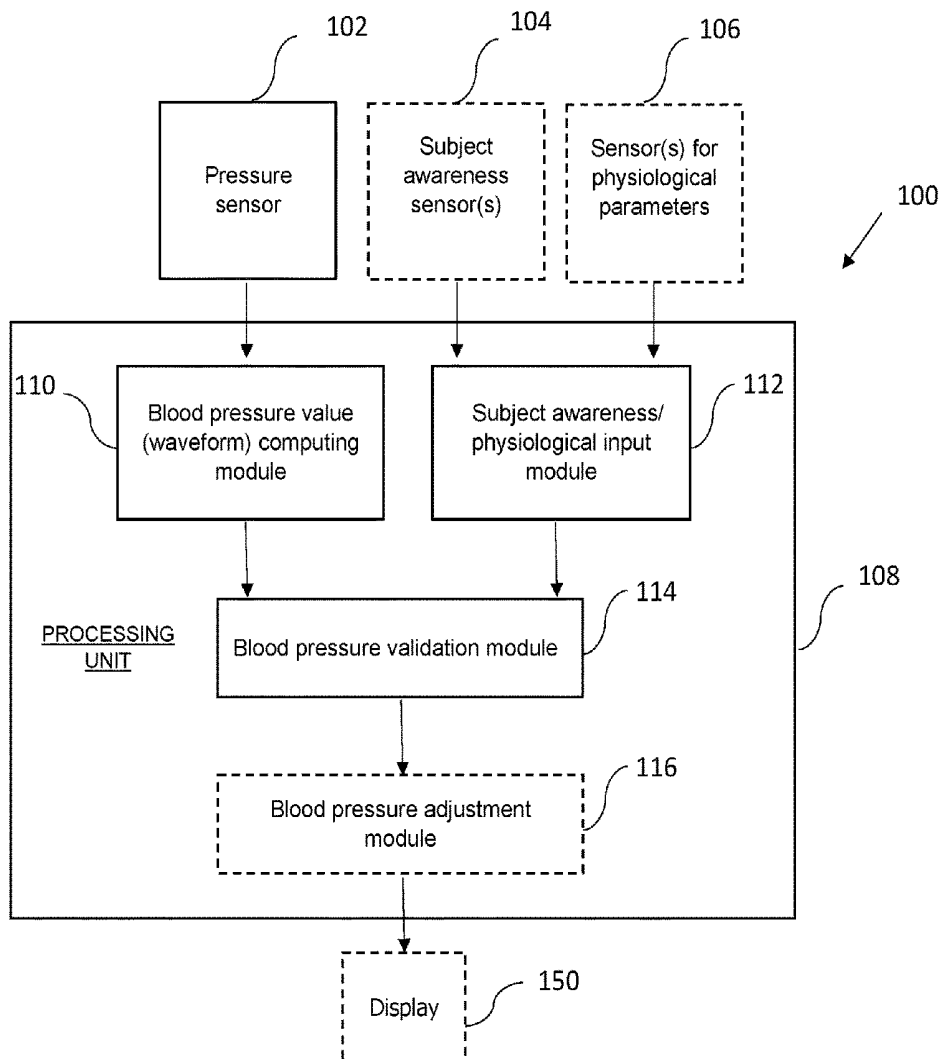 102
104
106
Pressure
sensor
Subject
awareness
sensor(s)
Sensor(s) for
physiological
parameters
100
110
Blood pressure value
(waveform) computing
module
Subject awareness/
physiological input
module
112
108
114
PROCESSING
UNIT
Blood pressure validation module
116
Blood pressure adjustment
module
150
Display